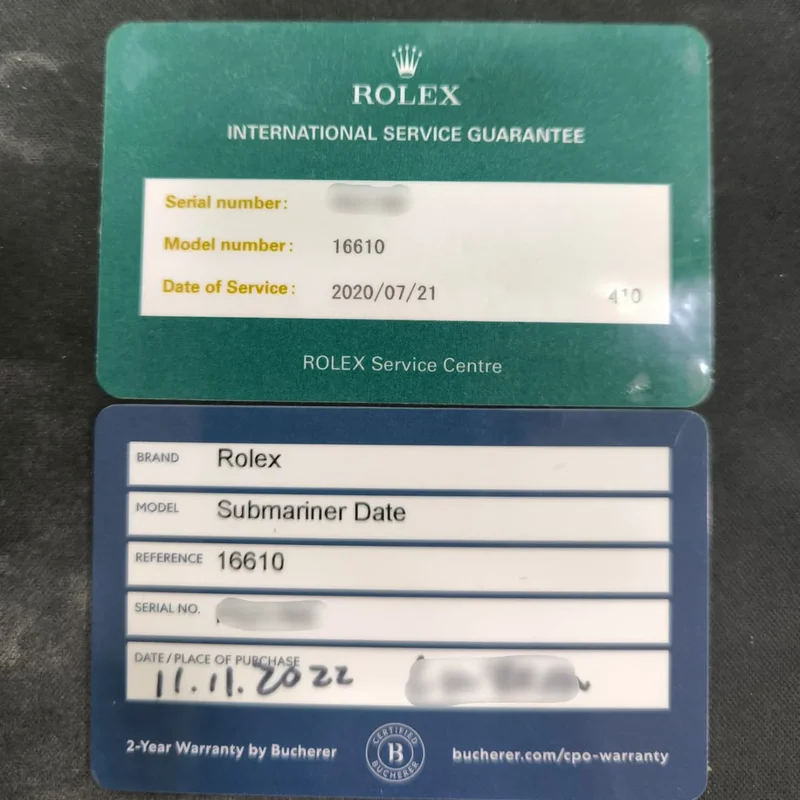 ROLEX
INTERNATIONAL SERVICE GUARANTEE
Serial number:
Model number: 16610
Date of Service: 2020/07/21 410
ROLEX Service Centre
BRAND Rolex
MODEL Submariner Date
REFERENCE 16610
SERIAL NO.
DATE/PLACE OF PURCHASE
11.11.2022
2-Year Warranty by Bucherer
CERTIFIED
B
BUCHERER
bucherer.com/cpo-warranty